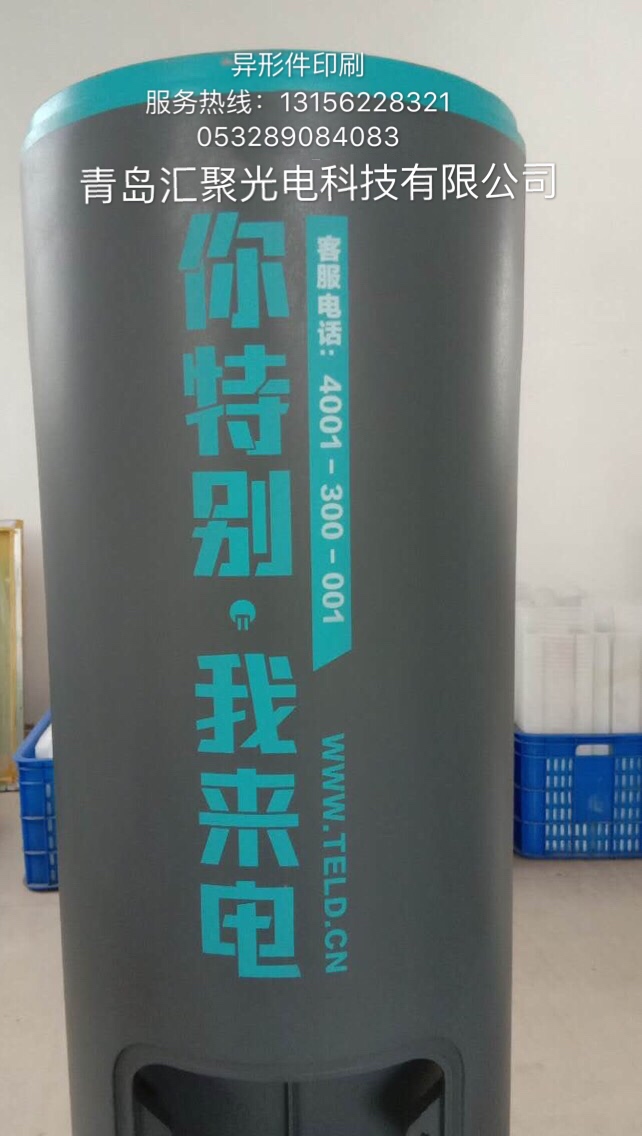 异形件印刷
服务热线：13156228321
053289084083
青岛汇聚光电科技有限公司
你特别·我来电
客服电话：4001-300-001
WWW.TELD.CN